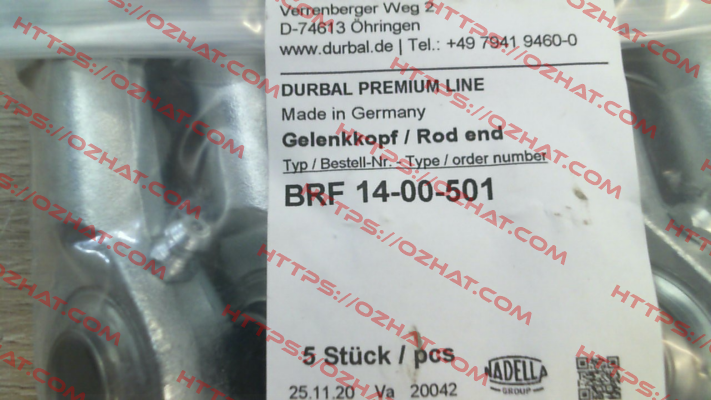 Verrenberger Weg 2
D-74613 Öhringen
www.durbal.de | Tel.: +49 7941 9460-0
DURBAL PREMIUM LINE
Made in Germany
Gelenkkopf / Rod end
Typ / Bestell-Nr. - Type / order number
BRF 14-00-501
5 Stück / pcs
NADELLA
GROUP
25.11.20 Va 20042
HTTPS://OZHAT.COM